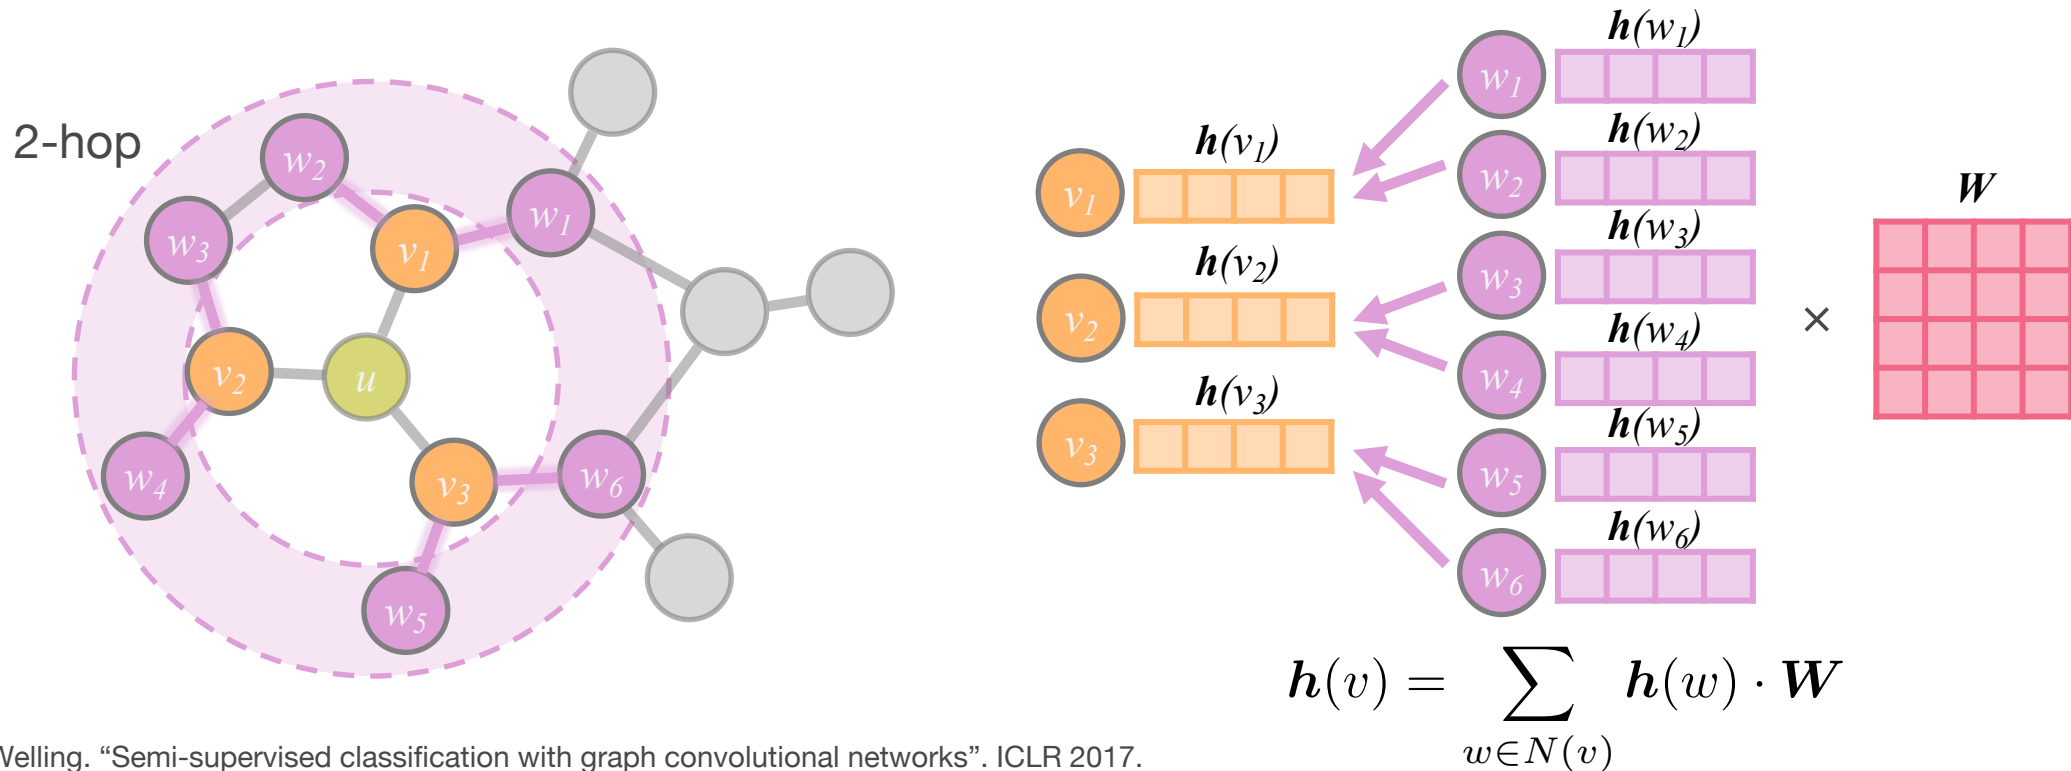 2-hop
w2
w3
w1
v1
v2
u
w4
v3
w6
w5
h(w1)
w1
h(w2)
w2
h(v1)
v1
h(w3)
w3
h(v2)
v2
h(w4)
w4
h(v3)
v3
h(w5)
w5
h(w6)
w6
×
W
h(v) = ∑ h(w) · W
w∈N(v)
Welling. “Semi-supervised classification with graph convolutional networks”. ICLR 2017.